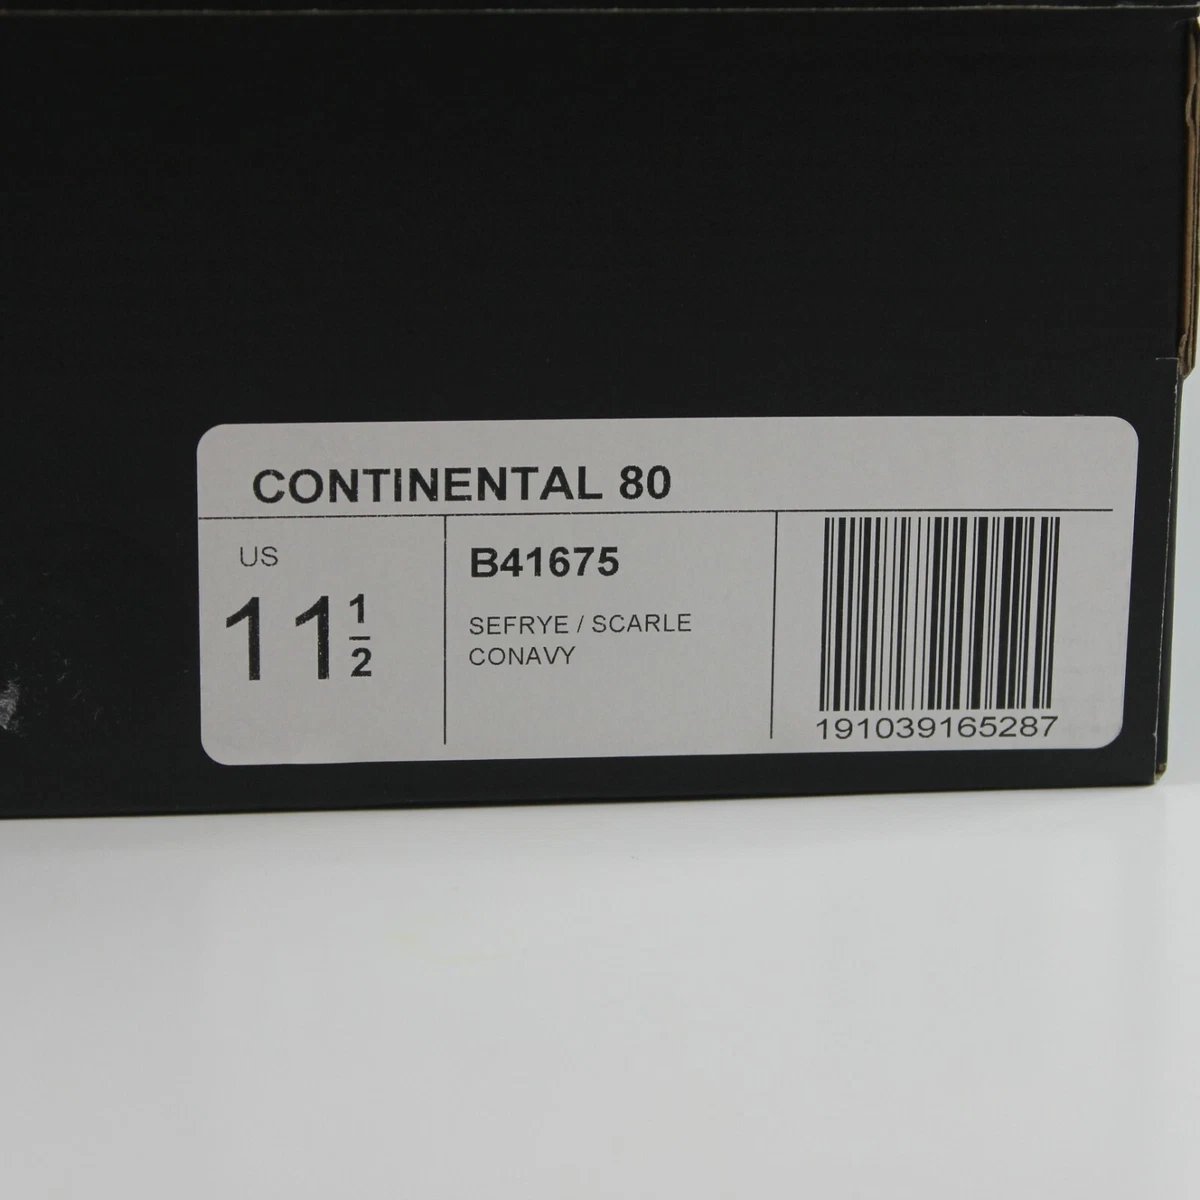 CONTINENTAL 80
US
11 1/2
B41675
SEFRYE / SCARLE
CONAVY
191039165287